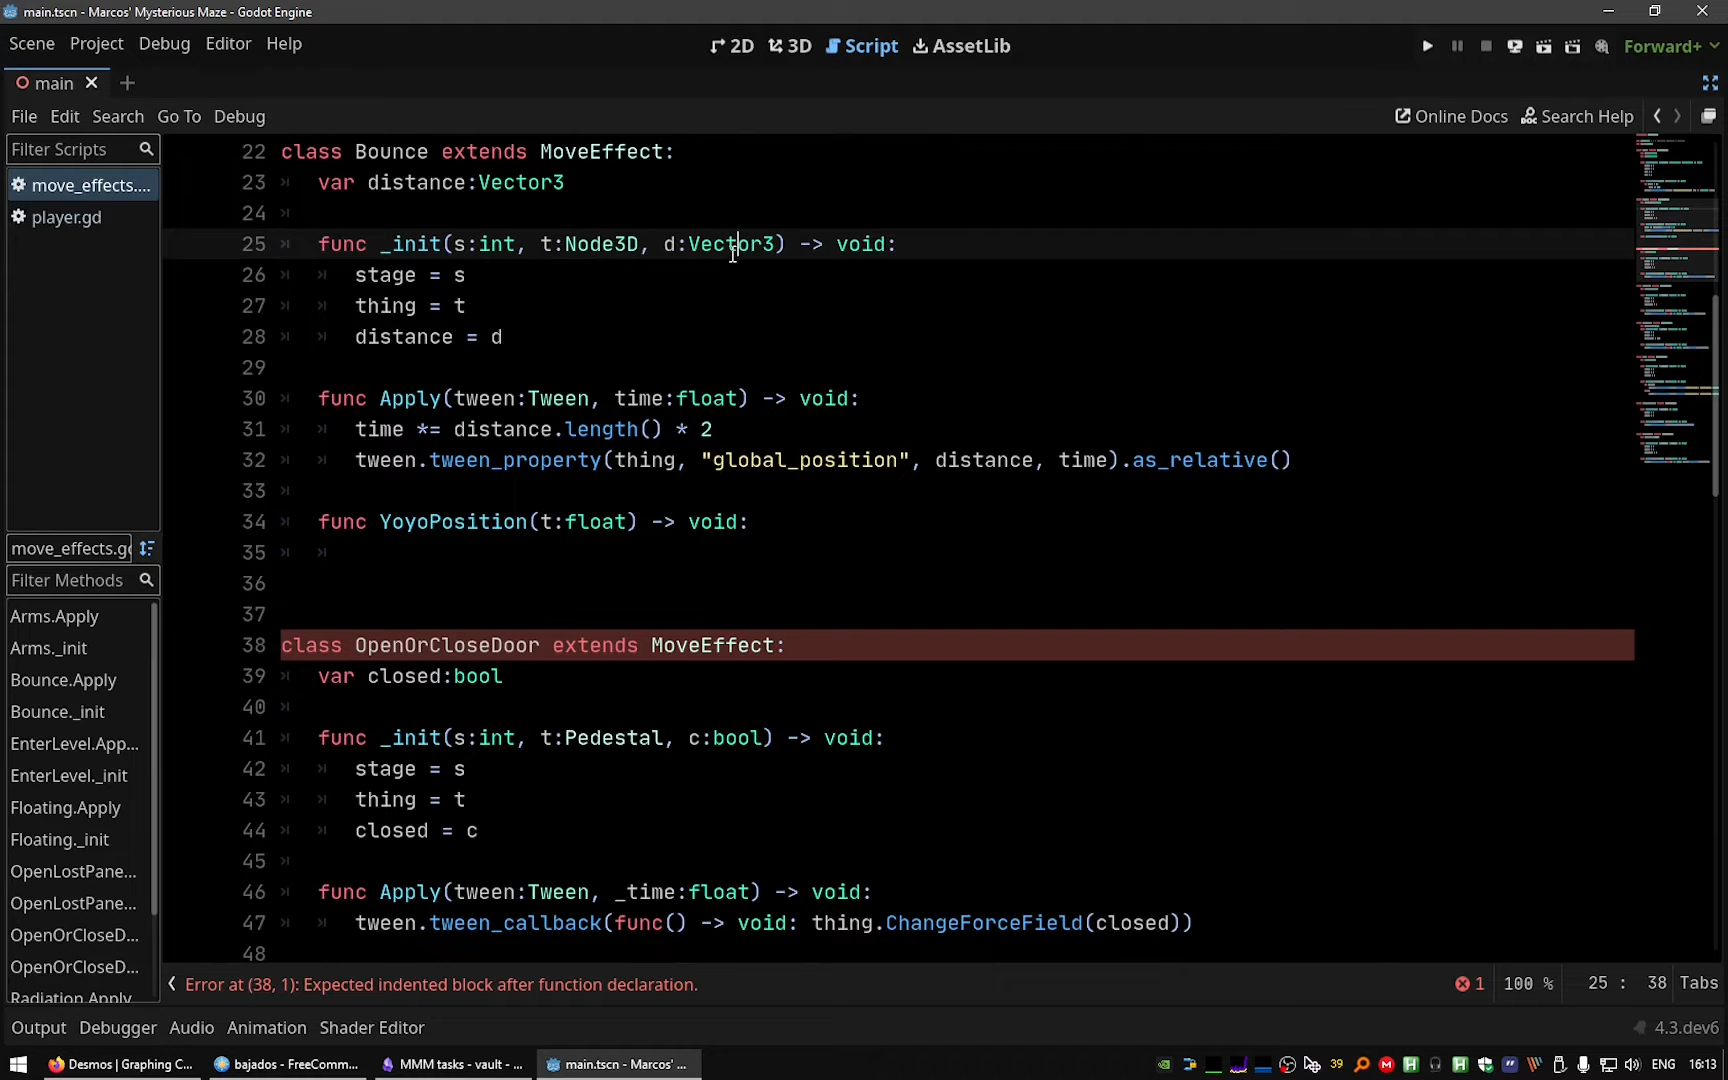 main.tscn - Marcos' Mysterious Maze - Godot Engine
Scene Project Debug Editor Help
2D 3D Script AssetLib
Forward+
main
File Edit Search Go To Debug
Online Docs Search Help
Filter Scripts
move_effects....
player.gd
move_effects.gd
Filter Methods
Arms.Apply
Arms._init
Bounce.Apply
Bounce._init
EnterLevel.App...
EnterLevel._init
Floating.Apply
Floating._init
OpenLostPane...
OpenLostPane...
OpenOrCloseD...
OpenOrCloseD...
Radiation.Apply
22 class Bounce extends MoveEffect:
23 var distance:Vector3
24
25 func _init(s:int, t:Node3D, d:Vector3) -> void:
26 stage = s
27 thing = t
28 distance = d
29
30 func Apply(tween:Tween, time:float) -> void:
31 time *= distance.length() * 2
32 tween.tween_property(thing, "global_position", distance, time).as_relative()
33
34 func YoyoPosition(t:float) -> void:
35
36
37
38 class OpenOrCloseDoor extends MoveEffect:
39 var closed:bool
40
41 func _init(s:int, t:Pedestal, c:bool) -> void:
42 stage = s
43 thing = t
44 closed = c
45
46 func Apply(tween:Tween, _time:float) -> void:
47 tween.tween_callback(func() -> void: thing.ChangeForceField(closed))
48
Error at (38, 1): Expected indented block after function declaration.
1 100 % 25 : 38 Tabs
Output Debugger Audio Animation Shader Editor
4.3.dev6
Desmos | Graphing C... bajados - FreeComm... MMM tasks - vault - ... main.tscn - Marcos' ...
39 ENG 16:13